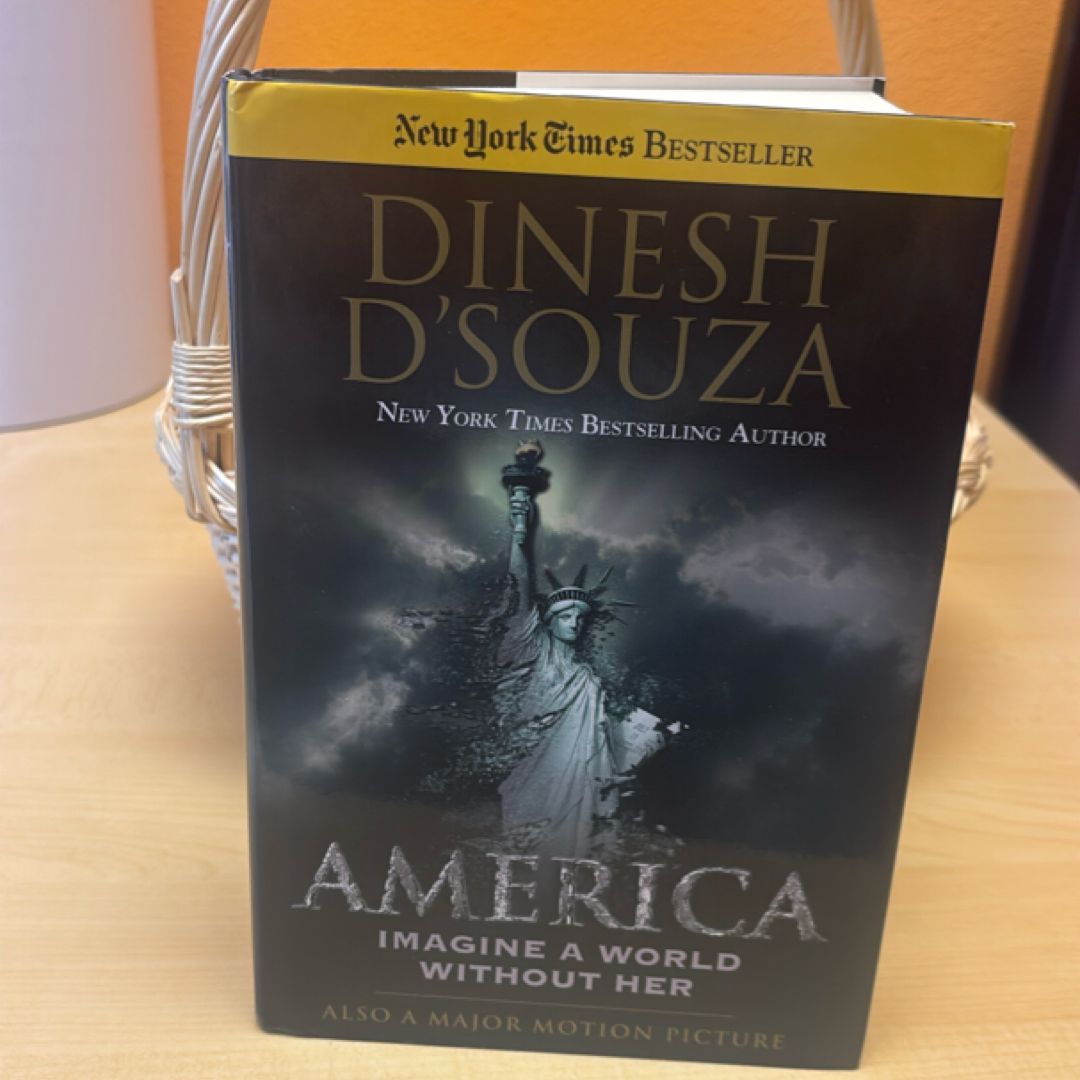 New York Times BESTSELLER
DINESH
D'SOUZA
NEW YORK TIMES BESTSELLING AUTHOR
AMERICA
IMAGINE A WORLD
WITHOUT HER
ALSO A MAJOR MOTION PICTURE